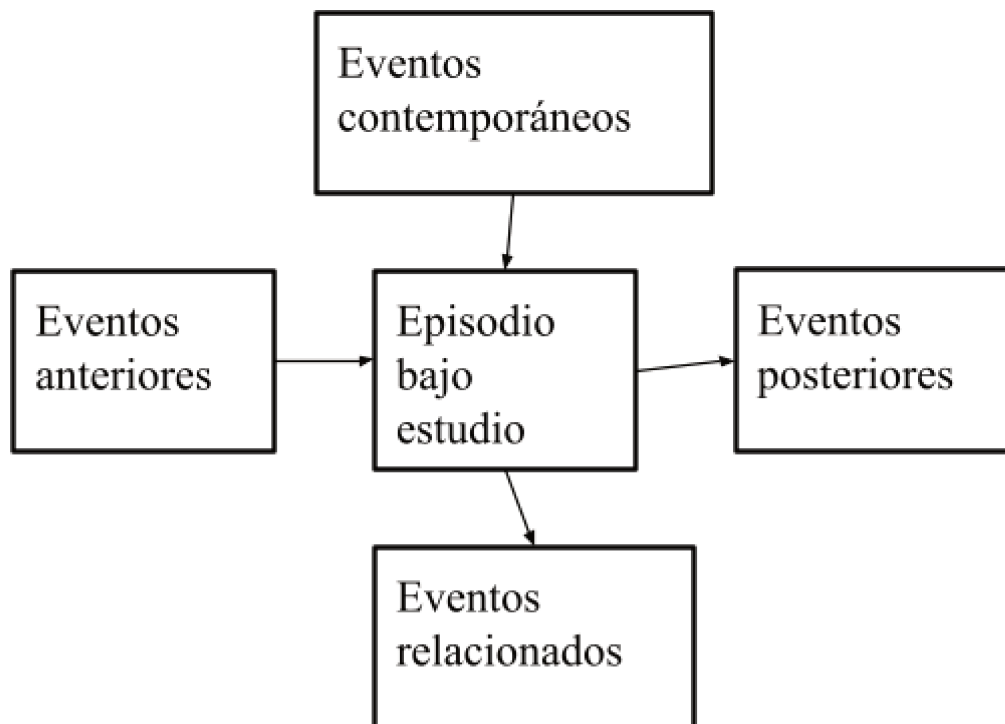 Eventos
contemporáneos
Eventos
anteriores
Episodio
bajo
estudio
Eventos
posteriores
Eventos
relacionados